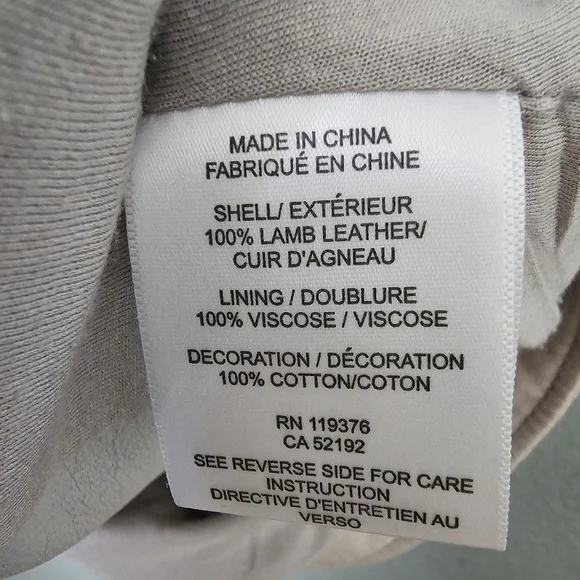 MADE IN CHINA
FABRIQUÉ EN CHINE
SHELL/ EXTÉRIEUR
100% LAMB LEATHER/
CUIR D'AGNEAU
LINING / DOUBLURE
100% VISCOSE / VISCOSE
DECORATION / DÉCORATION
100% COTTON/COTON
RN 119376
CA 52192
SEE REVERSE SIDE FOR CARE
INSTRUCTION
DIRECTIVE D'ENTRETIEN AU
VERSO